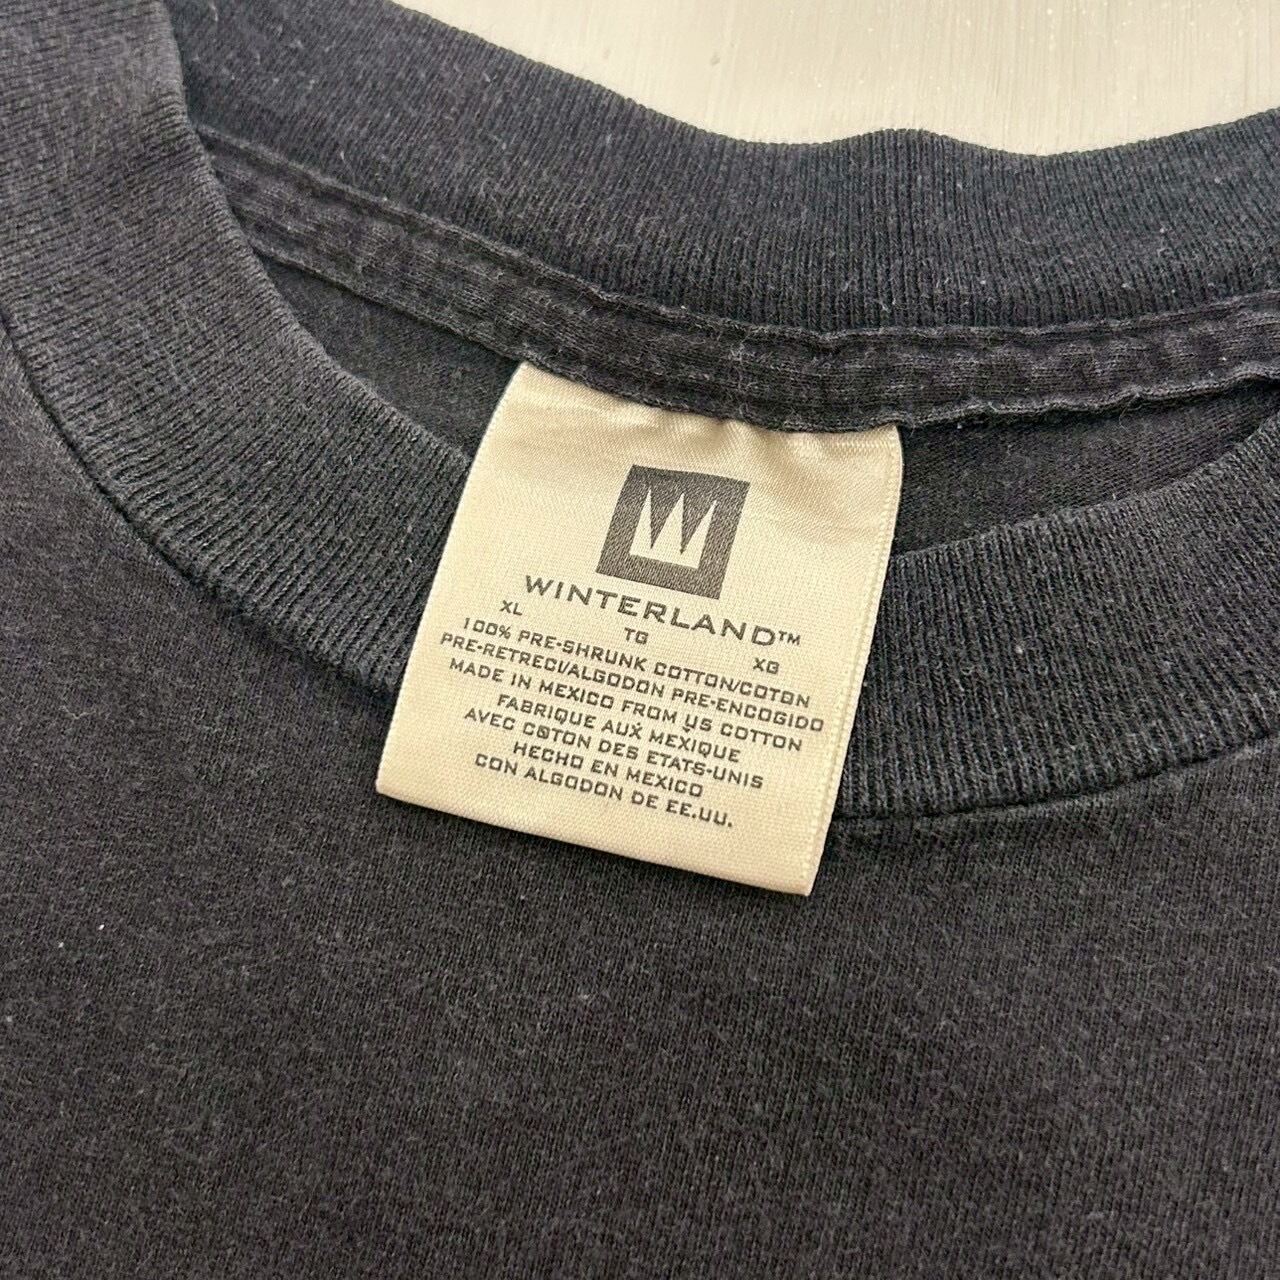 WINTERLAND™
XL TG XG
100% PRE-SHRUNK COTTON/COTON
PRE-RETRECI/ALGODON PRE-ENCOGIDO
MADE IN MEXICO FROM US COTTON
FABRIQUE AUX MEXIQUE
AVEC COTON DES ETATS-UNIS
HECHO EN MEXICO
CON ALGODON DE EE.UU.